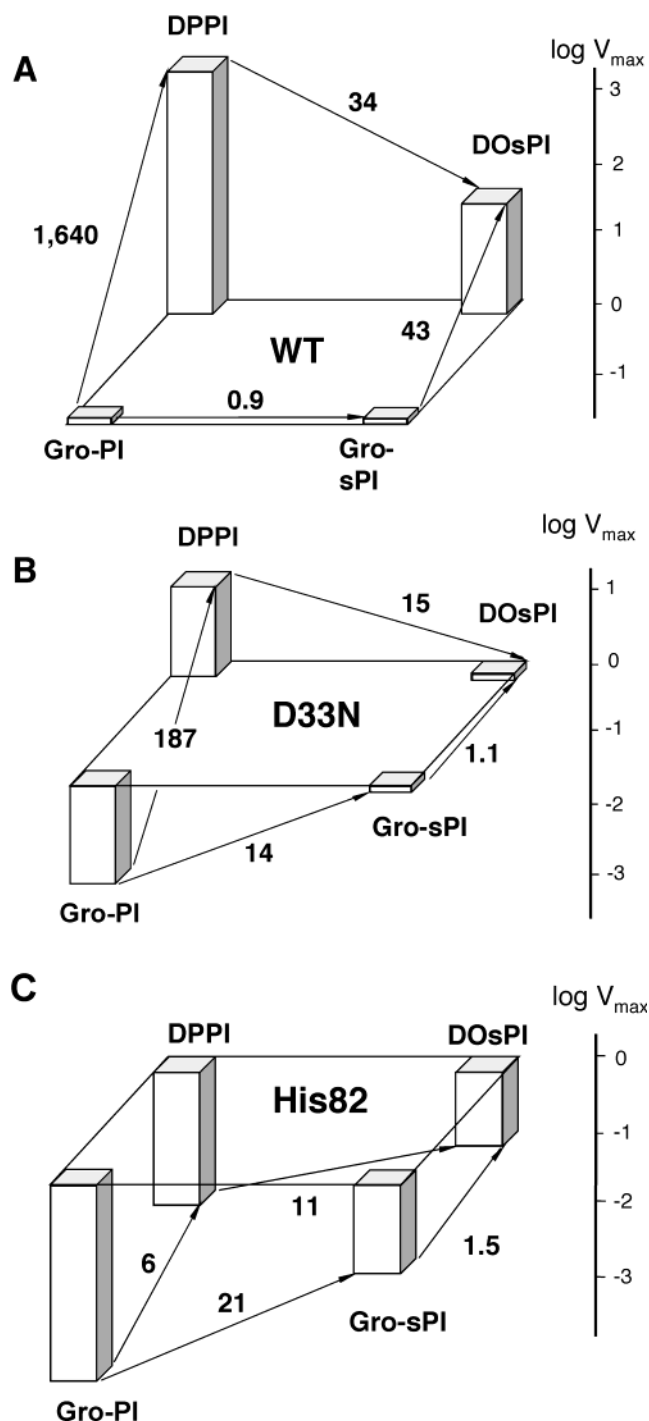 DPPI
A
log Vmax
3
34
DOsPI
2
1,640
1
0
43
WT
-1
0.9
Gro-PI
Gro-
sPI
log Vmax
DPPI
B
1
15
DOsPI
0
D33N
187
-1
1.1
-2
Gro-sPI
14
-3
Gro-PI
C
log Vmax
DPPI
DOsPI
0
His82
-1
11
-2
1.5
6
-3
21
Gro-sPI
Gro-PI